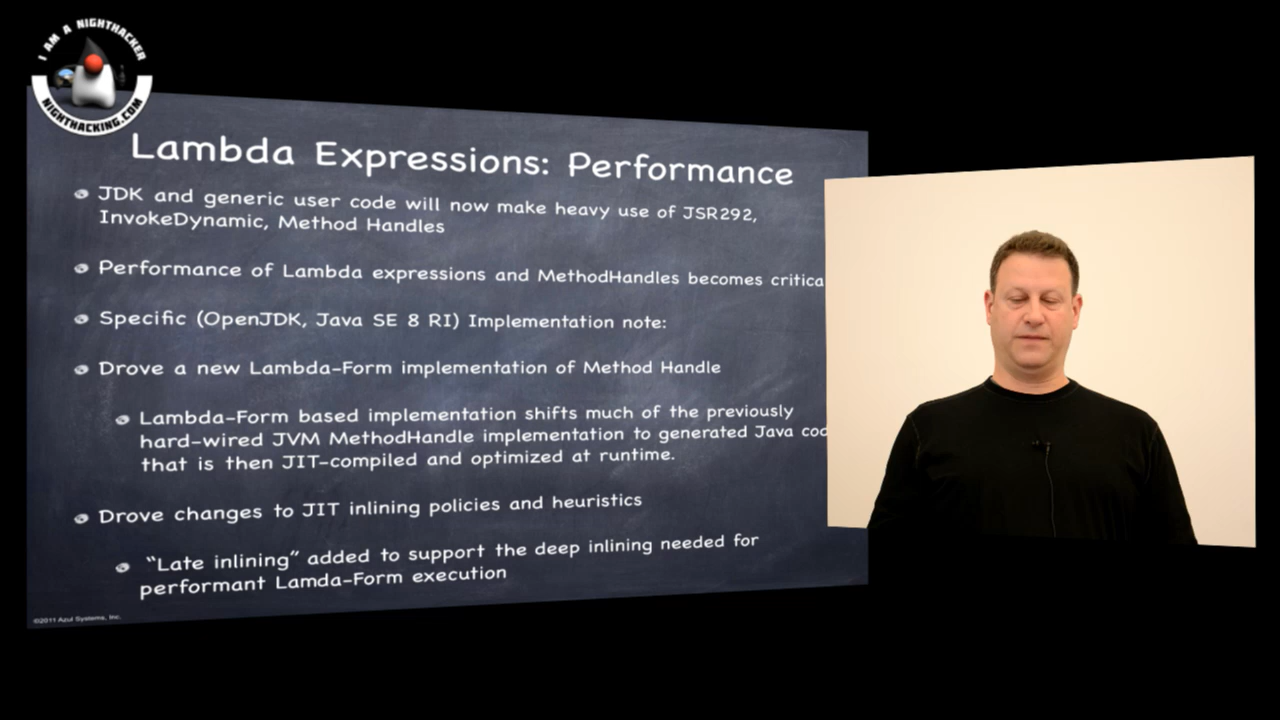 I AM A NIGHTHACKER
NIGHTHACKING.COM
Lambda Expressions: Performance
JDK and generic user code will now make heavy use of JSR292,
InvokeDynamic, Method Handles
Performance of Lambda expressions and MethodHandles becomes
Specific (OpenJDK, Java SE 8 RI) Implementation note:
Drove a new Lambda-Form implementation of Method Handle
Lambda-Form based implementation shifts much of the previously
hard-wired JVM MethodHandle implementation to generated Java
that is then JIT-compiled and optimized at runtime.
Drove changes to JIT inlining policies and heuristics
"Late inlining" added to support the deep inlining needed for
performant Lamda-Form execution
©2011 Azul Systems, Inc.